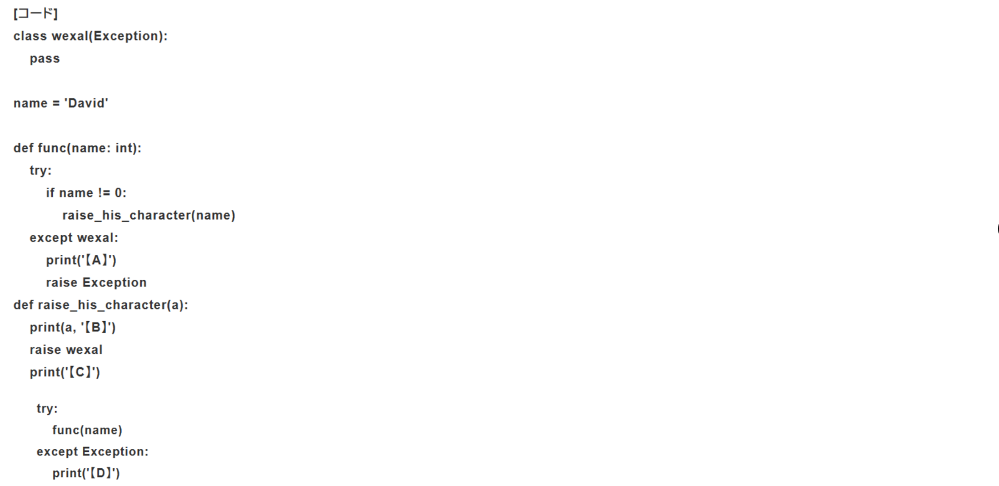 [コード]
class wexal(Exception):
    pass

name = 'David'

def func(name: int):
    try:
        if name != 0:
            raise_his_character(name)
    except wexal:
        print('【A】')
        raise Exception
def raise_his_character(a):
    print(a, '【B】')
    raise wexal
    print('【C】')

    try:
        func(name)
    except Exception:
        print('【D】')